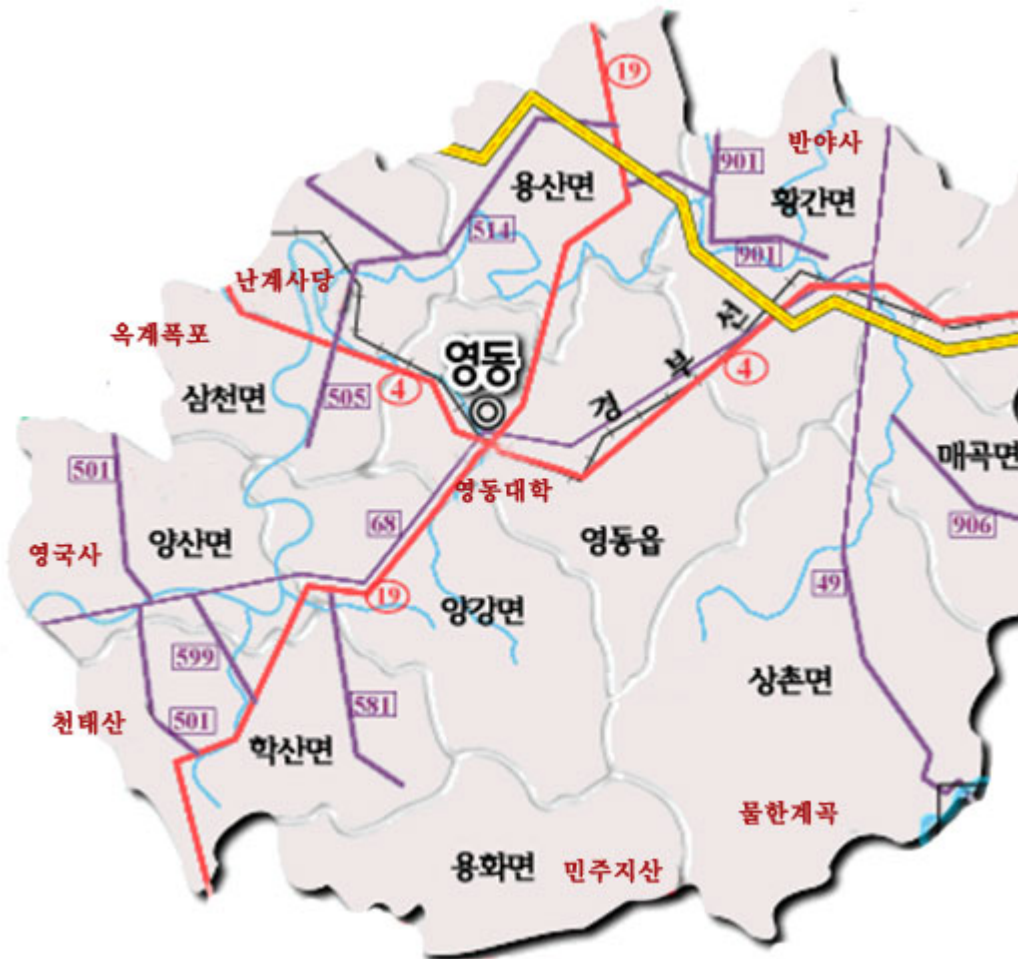 19
반야사
901
용산면
황간면
514
901
난계사당
옥계폭포
선
부
경
영동
4
4
삼천면
505
매곡면
501
영동대학
906
68
영동읍
영국사
양산면
49
19
양강면
599
상촌면
581
천태산
501
학산면
물한계곡
용화면
민주지산